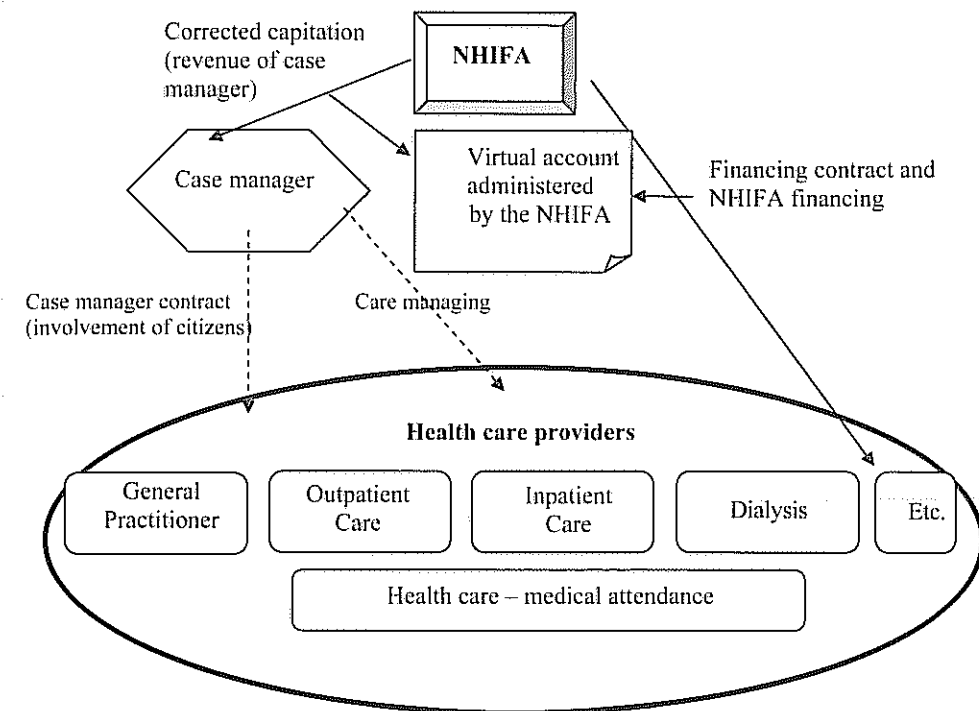 Corrected capitation
(revenue of case
manager)
NHIFA
Case manager
Virtual account
administered
by the NHIFA
Financing contract and
NHIFA financing
Case manager contract
(involvement of citizens)
Care managing
Health care providers
General
Practitioner
Outpatient
Care
Inpatient
Care
Dialysis
Etc.
Health care – medical attendance